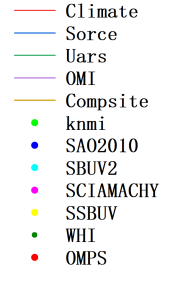 Climate
Sorce
Uars
OMI
Compsite
knmi
SAO2010
SBUV2
SCIAMACHY
SSBUV
WHI
OMPS